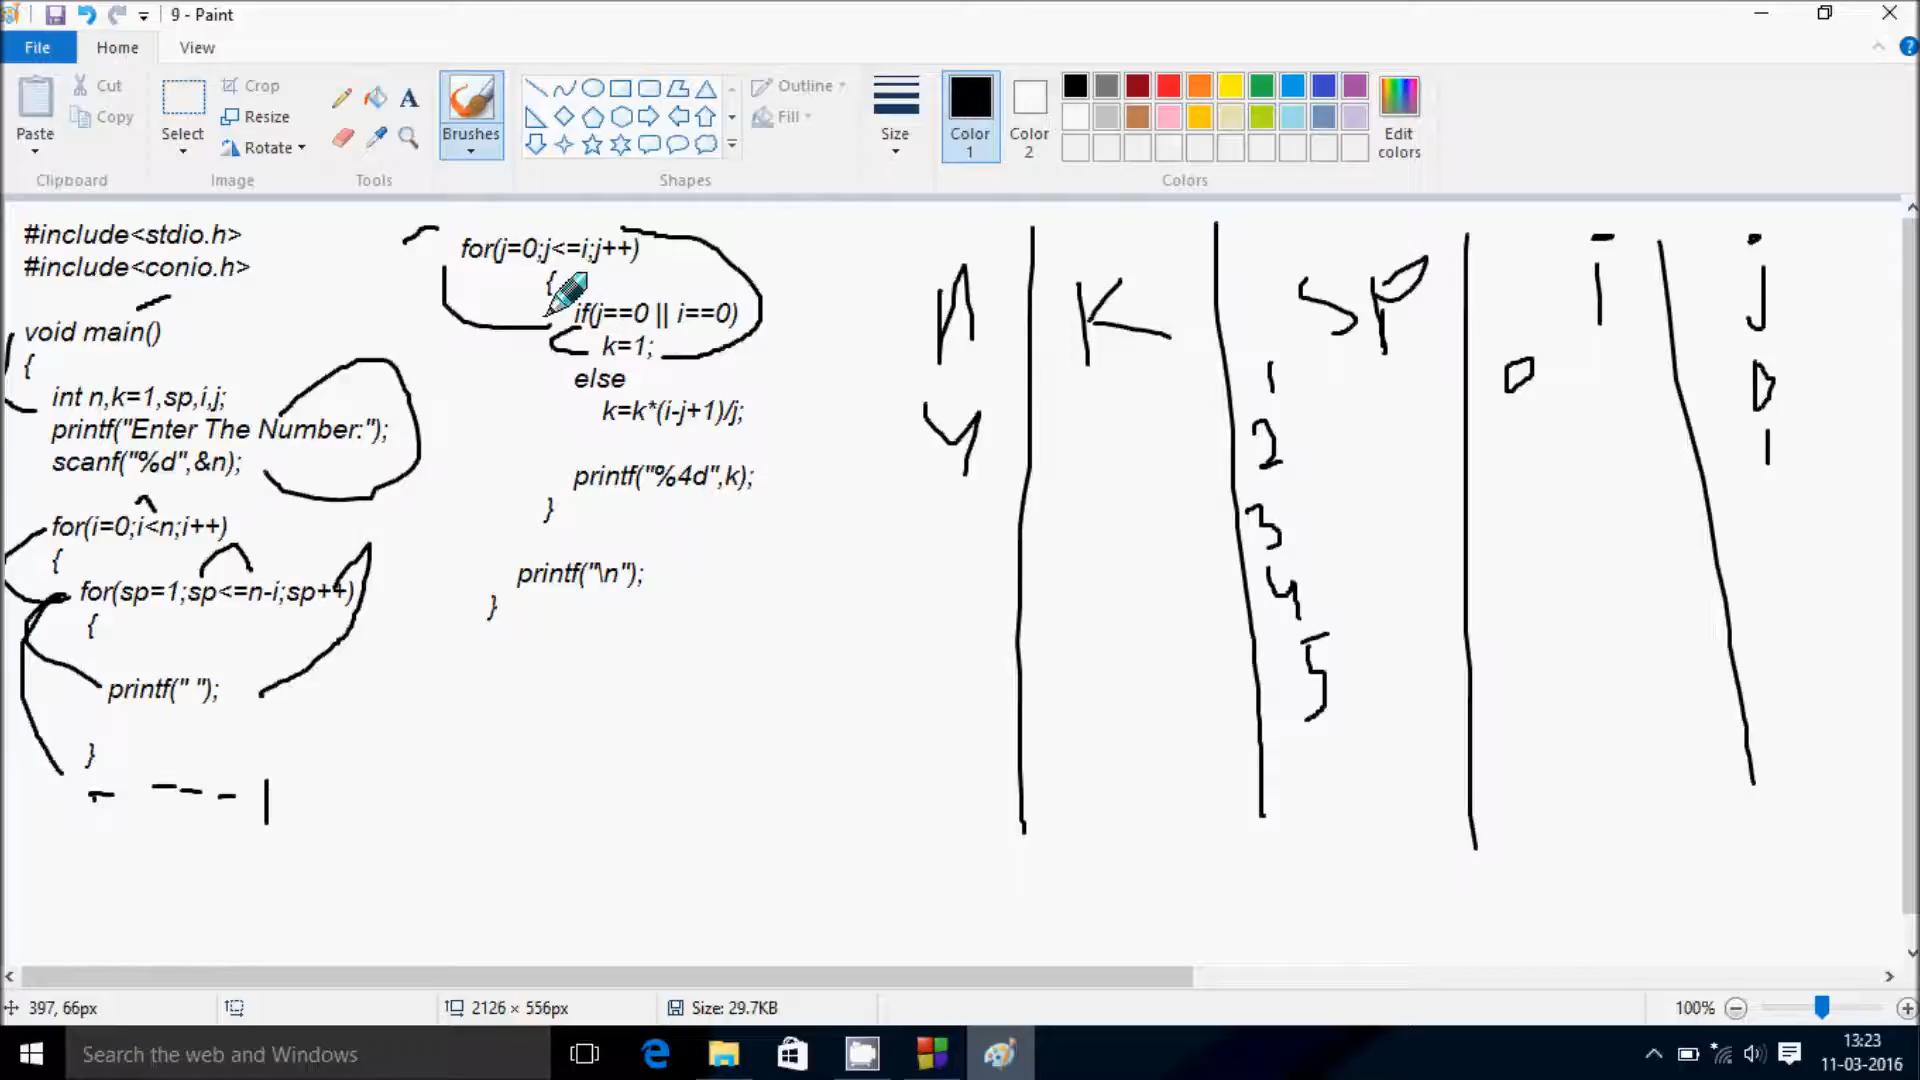 9 - Paint
File Home View
Paste
Cut
Copy
Clipboard
Select
Crop
Resize
Rotate
Image
Tools
Brushes
Outline
Fill
Shapes
Size
Color 1
Color 2
Edit colors
Colors
#include<stdio.h>
#include<conio.h>
void main()
{
int n,k=1,sp,i,j;
printf("Enter The Number:");
scanf("%d",&n);
for(i=0;i<n;i++)
{
for(sp=1;sp<=n-i;sp++)
{
printf(" ");
}
1
for(j=0;j<=i;j++)
{
if(j==0 || i==0)
k=1;
else
k=k*(i-j+1)/j;
printf("%4d",k);
}
printf("\n");
}
n K SP i j
4 1 0 0
2 1
3
4
5
397, 66px
2126 × 556px
Size: 29.7KB
100%
Search the web and Windows
13:23
11-03-2016